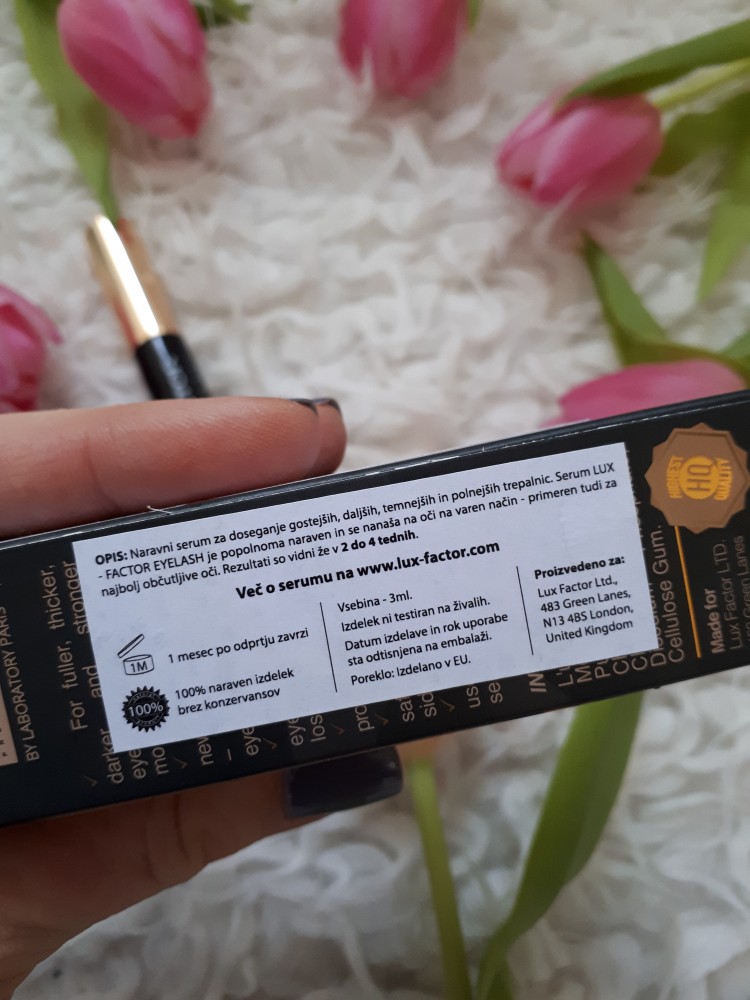 OPIS: Naravni serum za doseganje gostejših, daljših, temnejših in polnejših trepalnic. Serum LUX
- FACTOR EYELASH je popolnoma naraven in se nanaša na oči na varen način - primeren tudi za
najbolj občutljive oči. Rezultati so vidni že v 2 do 4 tednih.
Več o serumu na www.lux-factor.com
1M
1 mesec po odprtju zavrzi
100%
100% naraven izdelek
brez konzervansov
Vsebina - 3ml.
Izdelek ni testiran na živalih.
Datum izdelave in rok uporabe
sta odtisnjena na embalaži.
Poreklo: Izdelano v EU.
Proizvedeno za:
Lux Factor Ltd.,
483 Green Lanes,
N13 4BS London,
United Kingdom
HIGHEST
HQ
QUALITY
BY LABORATORY PARIS
For fuller, thicker,
darker and stronger
Cellulose Gum.
Made for
Lux Factor LTD.
Green Lanes